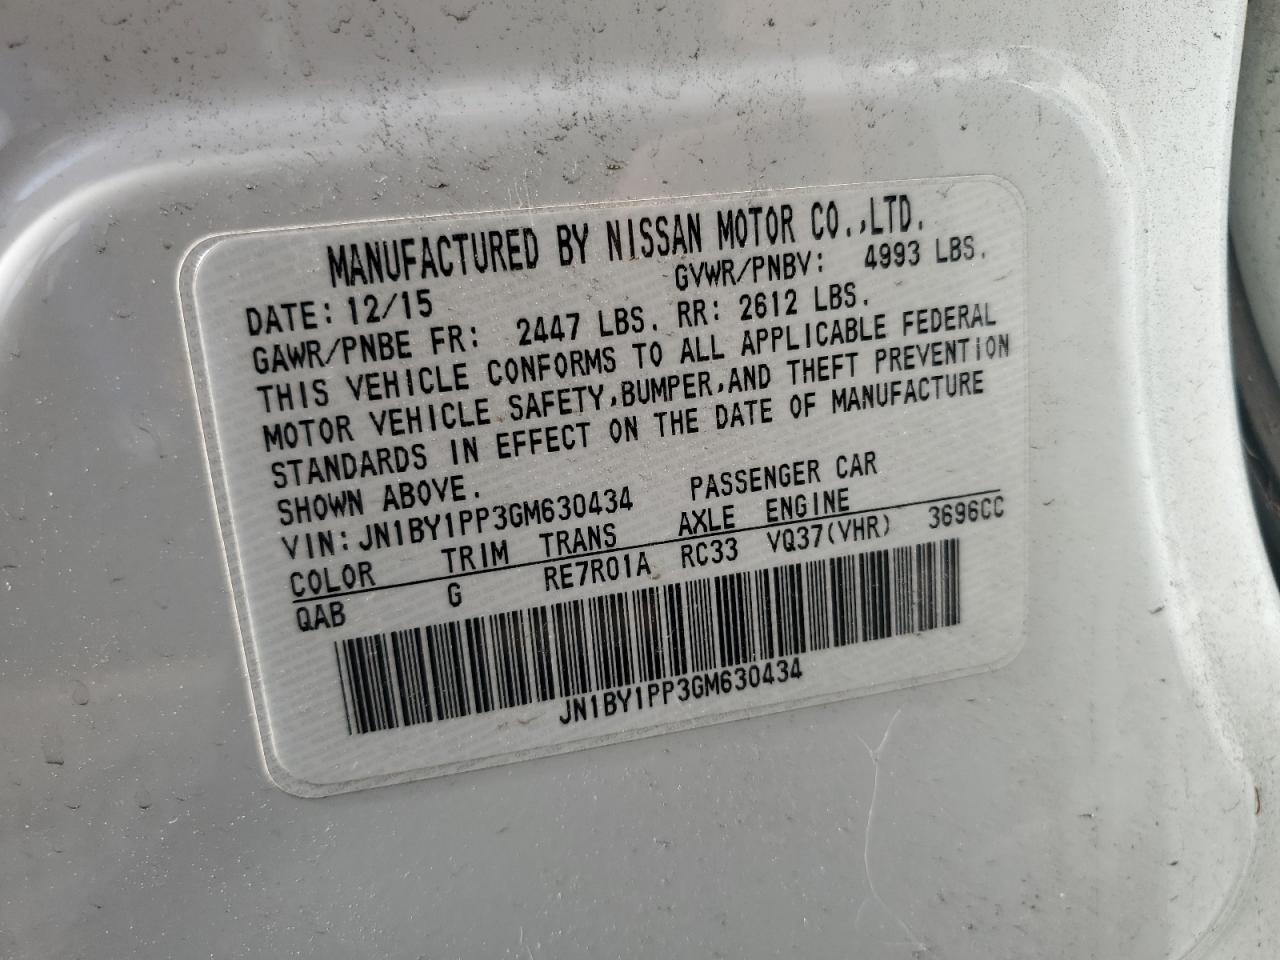 MANUFACTURED BY NISSAN MOTOR CO.,LTD.
DATE: 12/15 GVWR/PNBV: 4993 LBS.
GAWR/PNBE FR: 2447 LBS. RR: 2612 LBS.
THIS VEHICLE CONFORMS TO ALL APPLICABLE FEDERAL
MOTOR VEHICLE SAFETY,BUMPER,AND THEFT PREVENTION
STANDARDS IN EFFECT ON THE DATE OF MANUFACTURE
SHOWN ABOVE.
VIN: JN1BY1PP3GM630434 PASSENGER CAR
COLOR TRIM TRANS AXLE ENGINE
QAB G RE7R01A RC33 VQ37(VHR) 3696CC
JN1BY1PP3GM630434